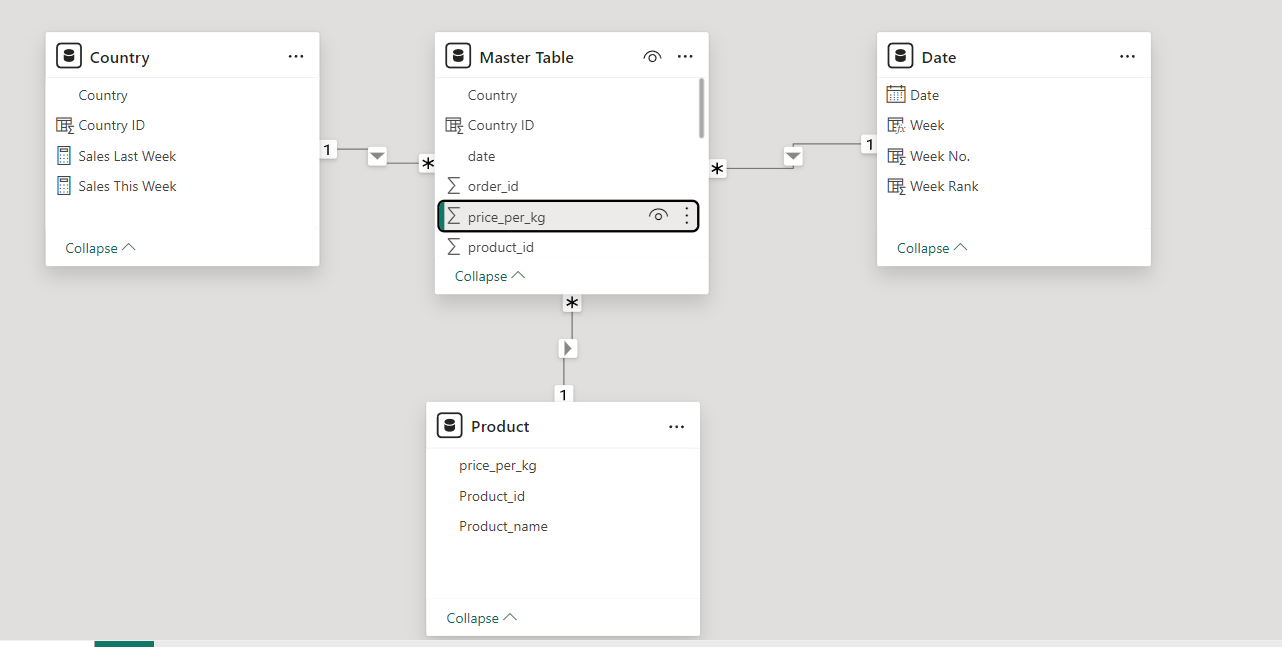 Country
Country
Country ID
Sales Last Week
Sales This Week
Collapse
1
*
Master Table
Country
Country ID
date
order_id
price_per_kg
product_id
Collapse
*
1
Date
Date
Week
Week No.
Week Rank
Collapse
*
1
Product
price_per_kg
Product_id
Product_name
Collapse